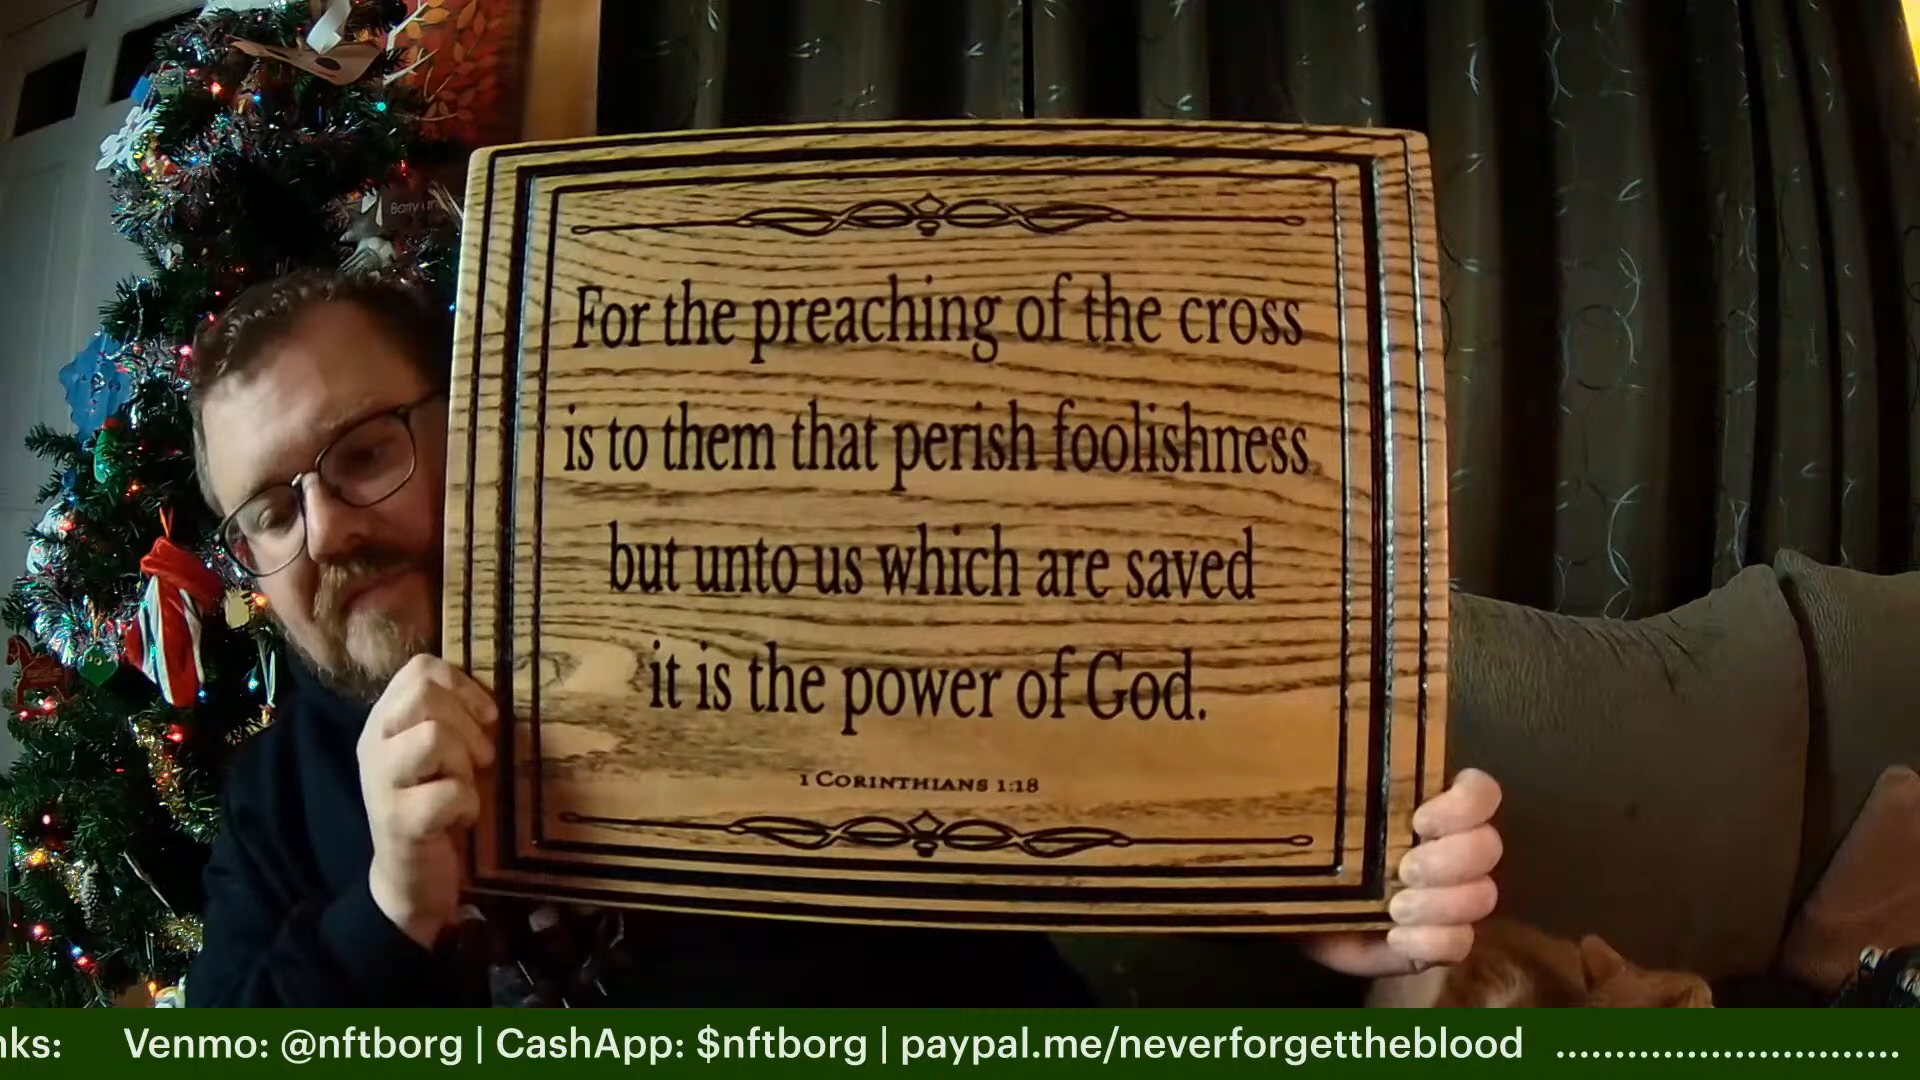 For the preaching of the cross
is to them that perish foolishness
but unto us which are saved
it is the power of God.
1 Corinthians 1:18
nks: Venmo: @nftborg | CashApp: $nftborg | paypal.me/neverforgettheblood .............................